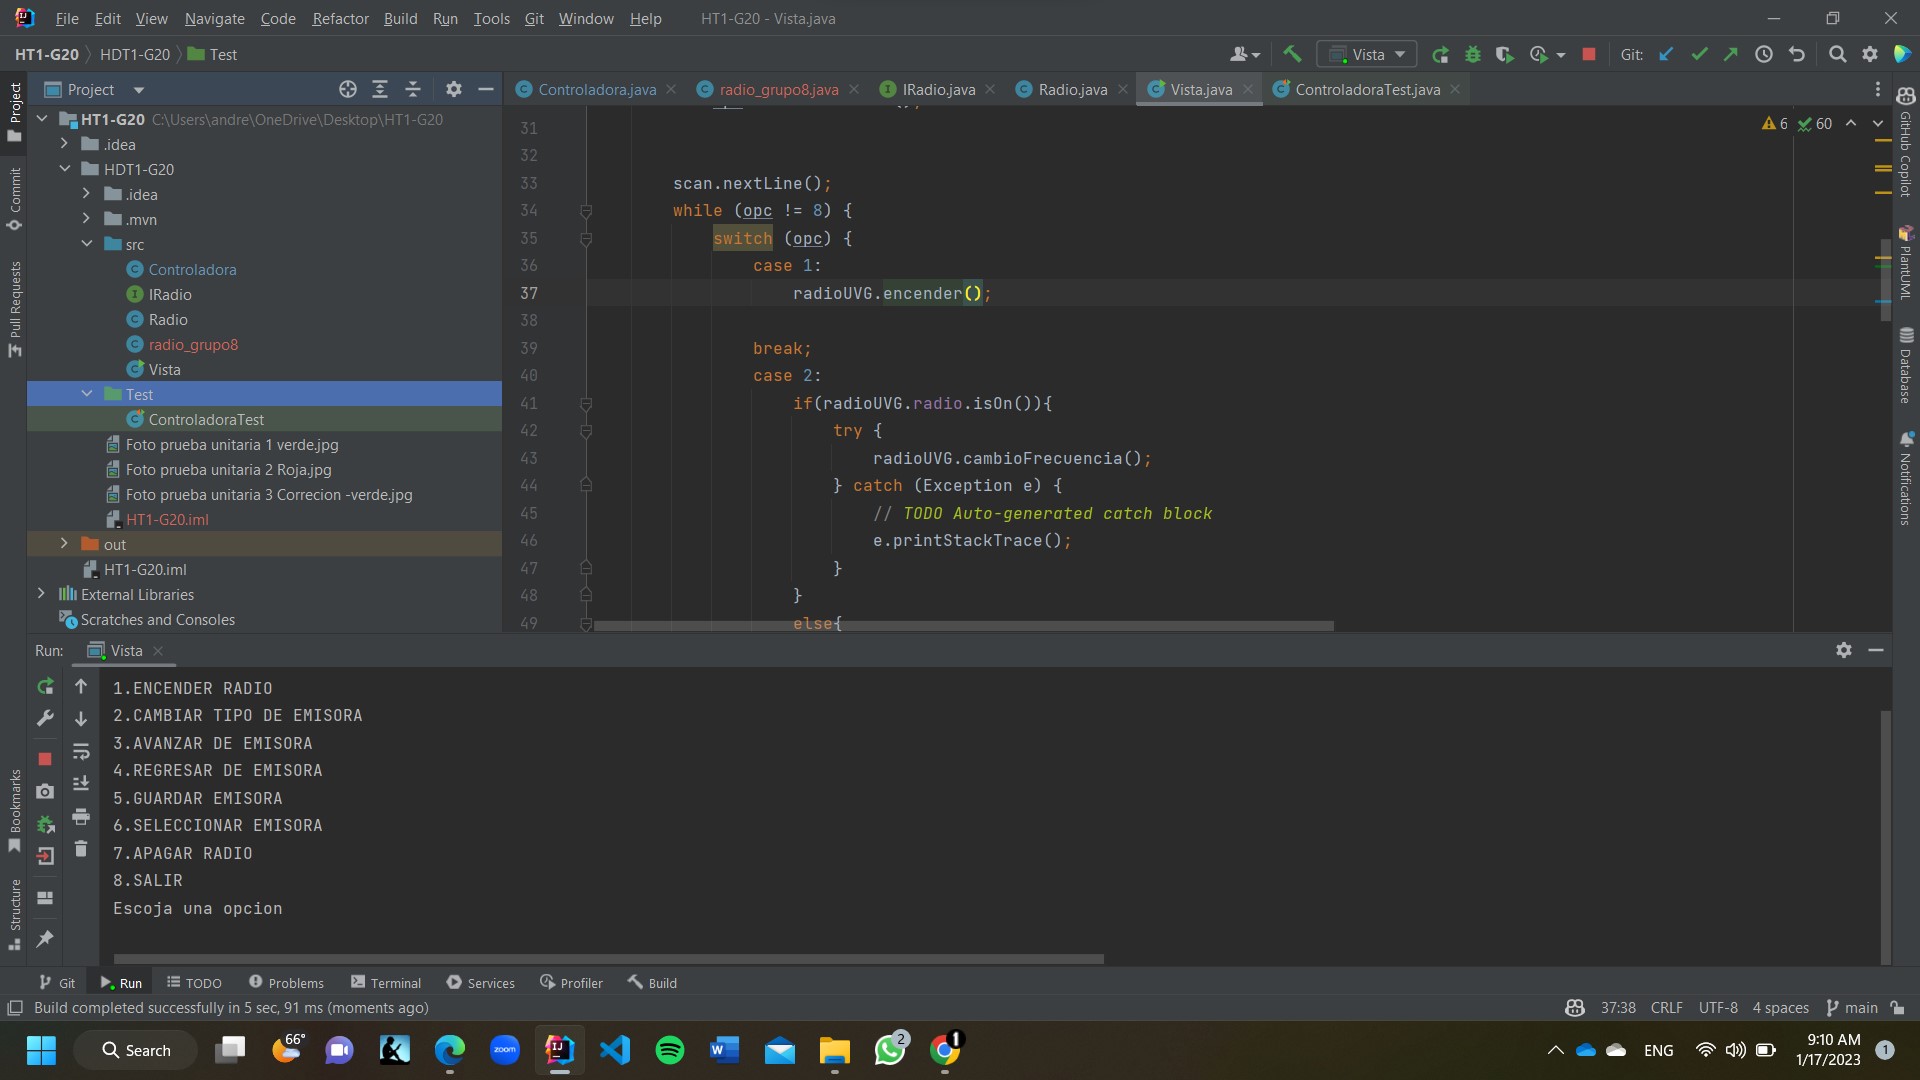 File Edit View Navigate Code Refactor Build Run Tools Git Window Help HT1-G20 - Vista.java
HT1-G20 HDT1-G20 Test Vista Git:
Project
Controladora.java radio_grupo8.java IRadio.java Radio.java Vista.java ControladoraTest.java
HT1-G20 C:\Users\andre\OneDrive\Desktop\HT1-G20
.idea
HDT1-G20
.idea
.mvn
src
Controladora
IRadio
Radio
radio_grupo8
Vista
Test
ControladoraTest
Foto prueba unitaria 1 verde.jpg
Foto prueba unitaria 2 Roja.jpg
Foto prueba unitaria 3 Correcion -verde.jpg
HT1-G20.iml
out
HT1-G20.iml
External Libraries
Scratches and Consoles
Project
Commit
Pull Requests
Bookmarks
Structure
6 60
31
32
33 scan.nextLine();
34 while (opc != 8) {
35 switch (opc) {
36 case 1:
37 radioUVG.encender();
38
39 break;
40 case 2:
41 if(radioUVG.radio.isOn()){
42 try {
43 radioUVG.cambioFrecuencia();
44 } catch (Exception e) {
45 // TODO Auto-generated catch block
46 e.printStackTrace();
47 }
48 }
49 else{
GitHub Copilot
PlantUML
Database
Notifications
Run: Vista
1.ENCENDER RADIO
2.CAMBIAR TIPO DE EMISORA
3.AVANZAR DE EMISORA
4.REGRESAR DE EMISORA
5.GUARDAR EMISORA
6.SELECCIONAR EMISORA
7.APAGAR RADIO
8.SALIR
Escoja una opcion
Git Run TODO Problems Terminal Services Profiler Build
Build completed successfully in 5 sec, 91 ms (moments ago) 37:38 CRLF UTF-8 4 spaces main
Search 66° zoom 2 1 ENG 9:10 AM 1
1/17/2023